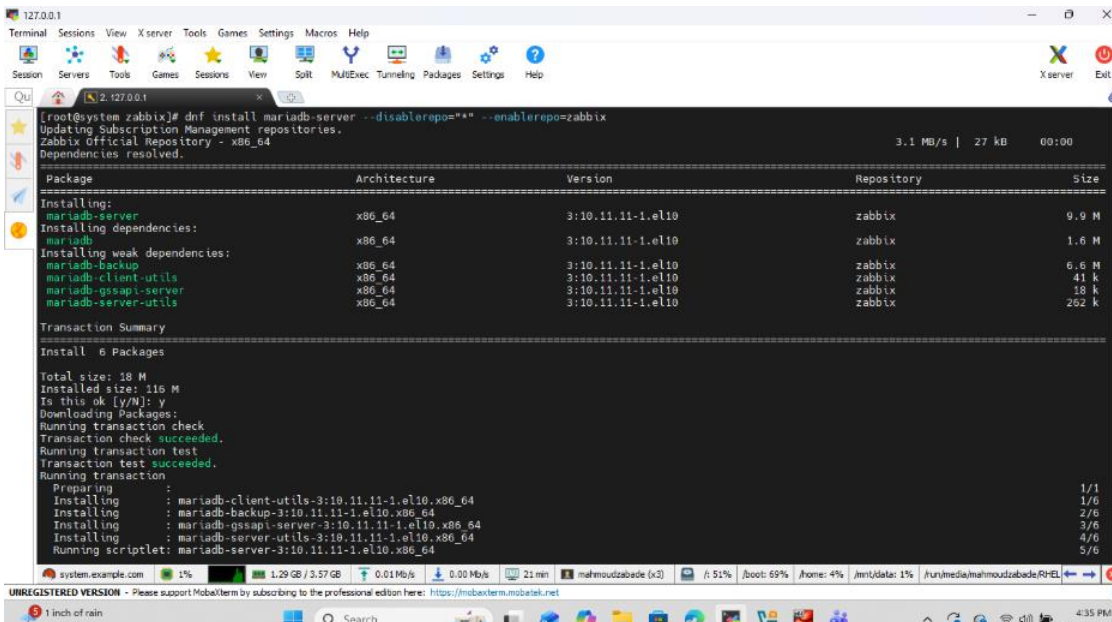 127.0.0.1
Terminal Sessions View X server Tools Games Settings Macros Help
Session Servers Tools Games Sessions View Split MultiExec Tunneling Packages Settings Help X server Exit
Qu 2. 127.0.0.1
[root@system zabbix]# dnf install mariadb-server --disablerepo="*" --enablerepo=zabbix
Updating Subscription Management repositories.
Zabbix Official Repository - x86_64 3.1 MB/s | 27 kB 00:00
Dependencies resolved.
Package Architecture Version Repository Size
Installing:
mariadb-server x86_64 3:10.11.11-1.el10 zabbix 9.9 M
Installing dependencies:
mariadb x86_64 3:10.11.11-1.el10 zabbix 1.6 M
Installing weak dependencies:
mariadb-backup x86_64 3:10.11.11-1.el10 zabbix 6.6 M
mariadb-client-utils x86_64 3:10.11.11-1.el10 zabbix 41 k
mariadb-gssapi-server x86_64 3:10.11.11-1.el10 zabbix 18 k
mariadb-server-utils x86_64 3:10.11.11-1.el10 zabbix 262 k
Transaction Summary
Install 6 Packages
Total size: 18 M
Installed size: 116 M
Is this ok [y/N]: y
Downloading Packages:
Running transaction check
Transaction check succeeded.
Running transaction test
Transaction test succeeded.
Running transaction
Preparing : 1/1
Installing : mariadb-client-utils-3:10.11.11-1.el10.x86_64 1/6
Installing : mariadb-backup-3:10.11.11-1.el10.x86_64 2/6
Installing : mariadb-gssapi-server-3:10.11.11-1.el10.x86_64 3/6
Installing : mariadb-server-utils-3:10.11.11-1.el10.x86_64 4/6
Running scriptlet: mariadb-server-3:10.11.11-1.el10.x86_64 5/6
system.example.com 1% 1.29 GB / 3.57 GB 0.01 Mb/s 0.00 Mb/s 21 min mahmoudzabade (x3) /: 51% /boot: 69% /home: 4% /mnt/data: 1% /run/media/mahmoudzabade/RHEL
UNREGISTERED VERSION - Please support MobaXterm by subscribing to the professional edition here: https://mobaxterm.mobatek.net
5 1 inch of rain Search 4:35 PM